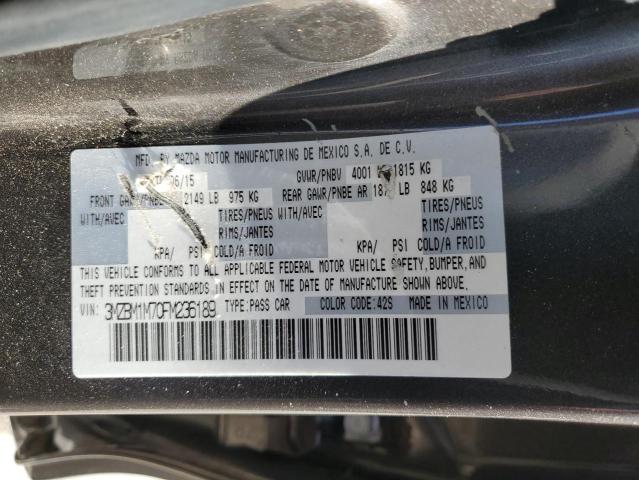 MFD. BY MAZDA MOTOR MANUFACTURING DE MEXICO S.A. DE C.V.
06/15 GVWR/PNBV 4001 1815 KG
FRONT GAWR/PNBE 2149 LB 975 KG REAR GAWR/PNBE AR LB 848 KG
WITH/AVEC TIRES/PNEUS WITH/AVEC TIRES/PNEUS
RIMS/JANTES RIMS/JANTES
KPA/ PSI COLD/A FROID KPA/ PSI COLD/A FROID
THIS VEHICLE CONFORMS TO ALL APPLICABLE FEDERAL MOTOR VEHICLE SAFETY, BUMPER, AND
THEFT PREVENTION STANDARDS IN EFFECT ON THE DATE OF MANUFACTURE SHOWN ABOVE.
VIN: 3MZBM1M70FM236189 TYPE:PASS CAR COLOR CODE:42S MADE IN MEXICO